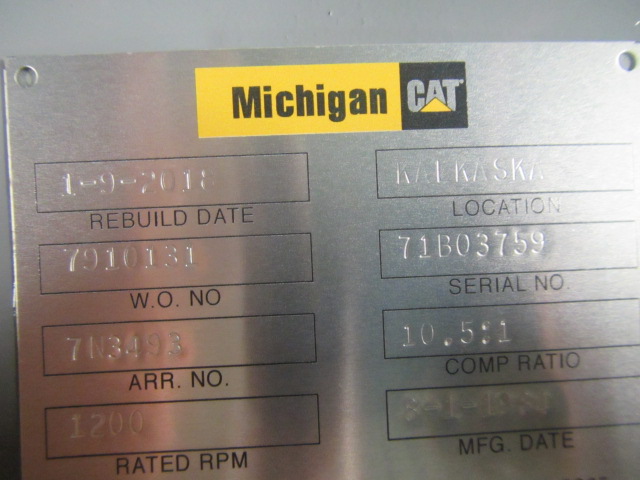 Michigan CAT
1-9-2018 KALKASKA
REBUILD DATE LOCATION
7910131 71B03759
W.O. NO SERIAL NO.
7N3493 10.5:1
ARR. NO. COMP RATIO
1200
RATED RPM MFG. DATE